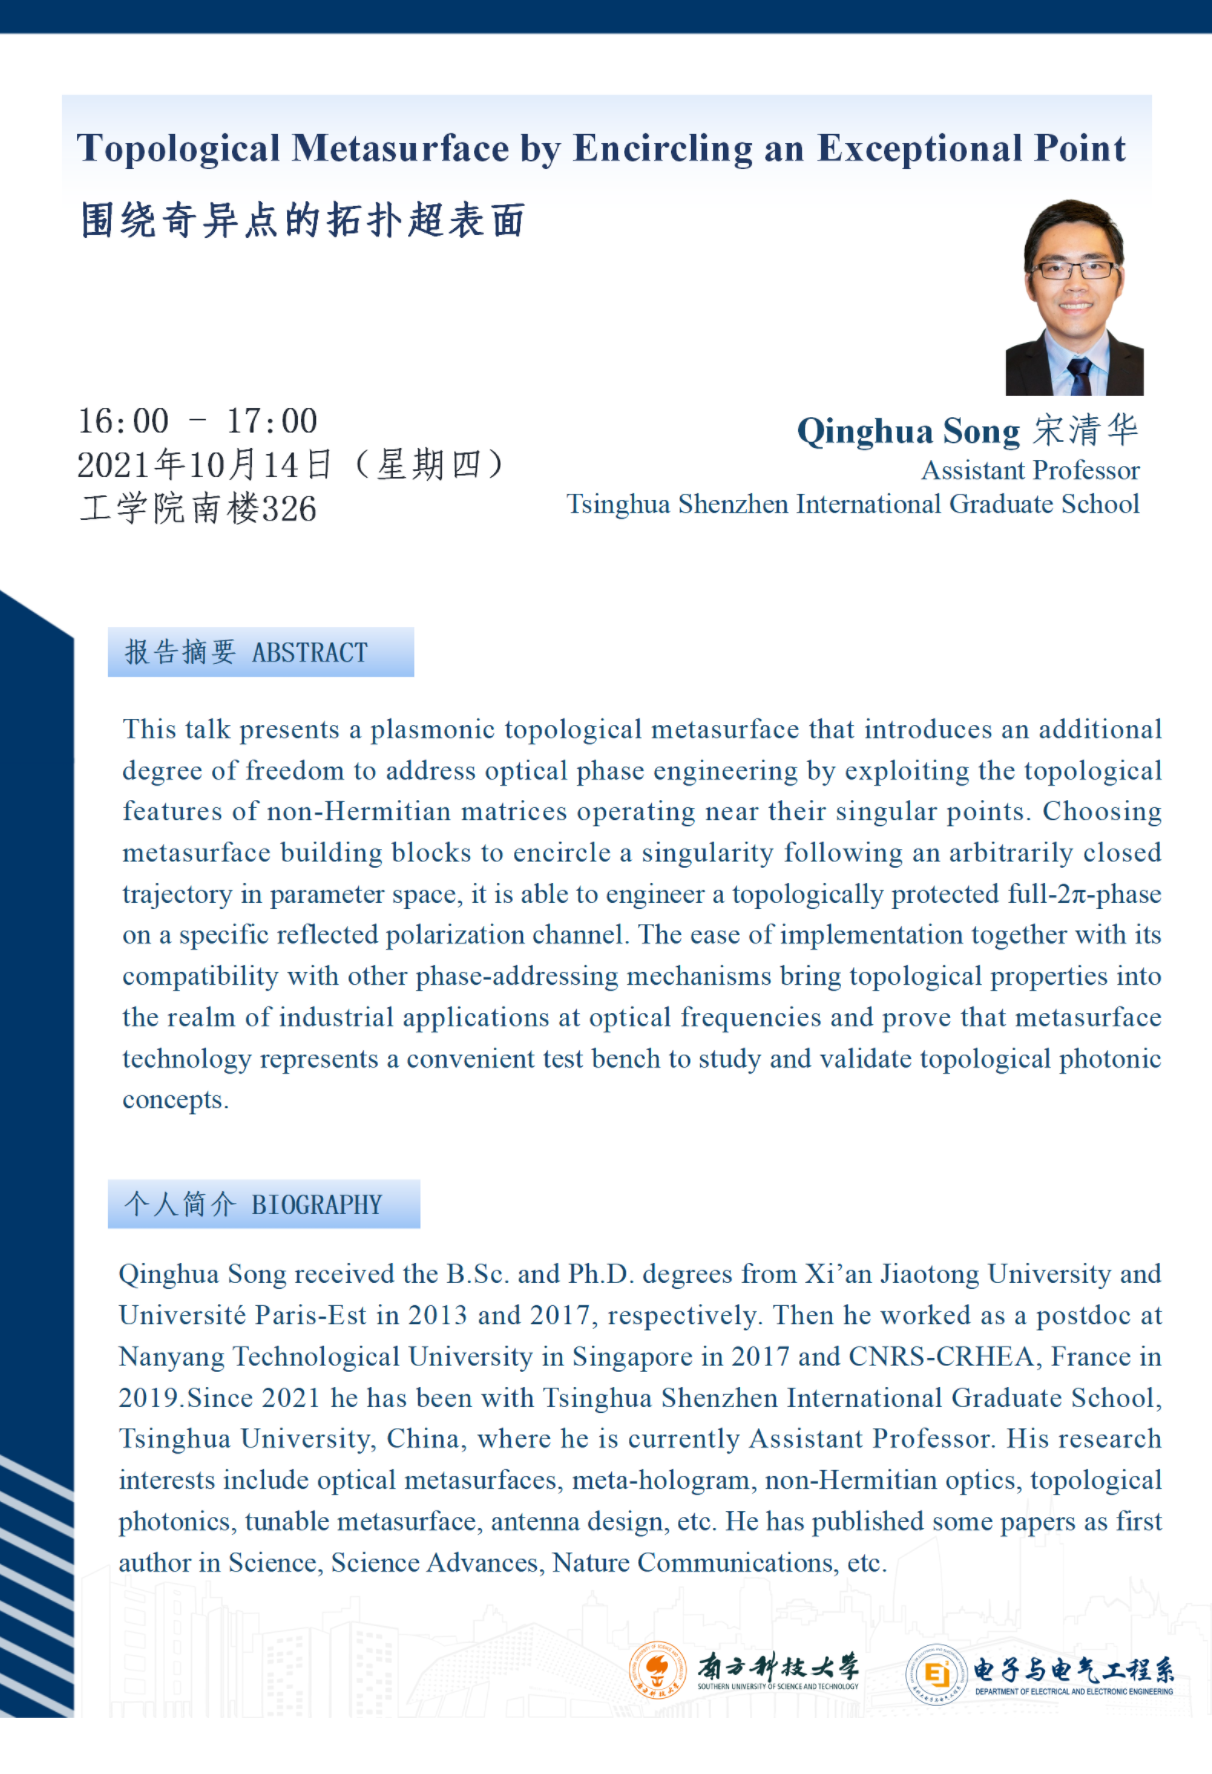 Topological Metasurface by Encircling an Exceptional Point
围绕奇异点的拓扑超表面
16:00 - 17:00
2021年10月14日（星期四）
工学院南楼326
Qinghua Song 宋清华
Assistant Professor
Tsinghua Shenzhen International Graduate School
报告摘要 ABSTRACT
This talk presents a plasmonic topological metasurface that introduces an additional
degree of freedom to address optical phase engineering by exploiting the topological
features of non-Hermitian matrices operating near their singular points. Choosing
metasurface building blocks to encircle a singularity following an arbitrarily closed
trajectory in parameter space, it is able to engineer a topologically protected full-2π-phase
on a specific reflected polarization channel. The ease of implementation together with its
compatibility with other phase-addressing mechanisms bring topological properties into
the realm of industrial applications at optical frequencies and prove that metasurface
technology represents a convenient test bench to study and validate topological photonic
concepts.
个人简介 BIOGRAPHY
Qinghua Song received the B.Sc. and Ph.D. degrees from Xi’an Jiaotong University and
Université Paris-Est in 2013 and 2017, respectively. Then he worked as a postdoc at
Nanyang Technological University in Singapore in 2017 and CNRS-CRHEA, France in
2019.Since 2021 he has been with Tsinghua Shenzhen International Graduate School,
Tsinghua University, China, where he is currently Assistant Professor. His research
interests include optical metasurfaces, meta-hologram, non-Hermitian optics, topological
photonics, tunable metasurface, antenna design, etc. He has published some papers as first
author in Science, Science Advances, Nature Communications, etc.
南方科技大学
SOUTHERN UNIVERSITY OF SCIENCE AND TECHNOLOGY
电子与电气工程系
DEPARTMENT OF ELECTRICAL AND ELECTRONIC ENGINEERING